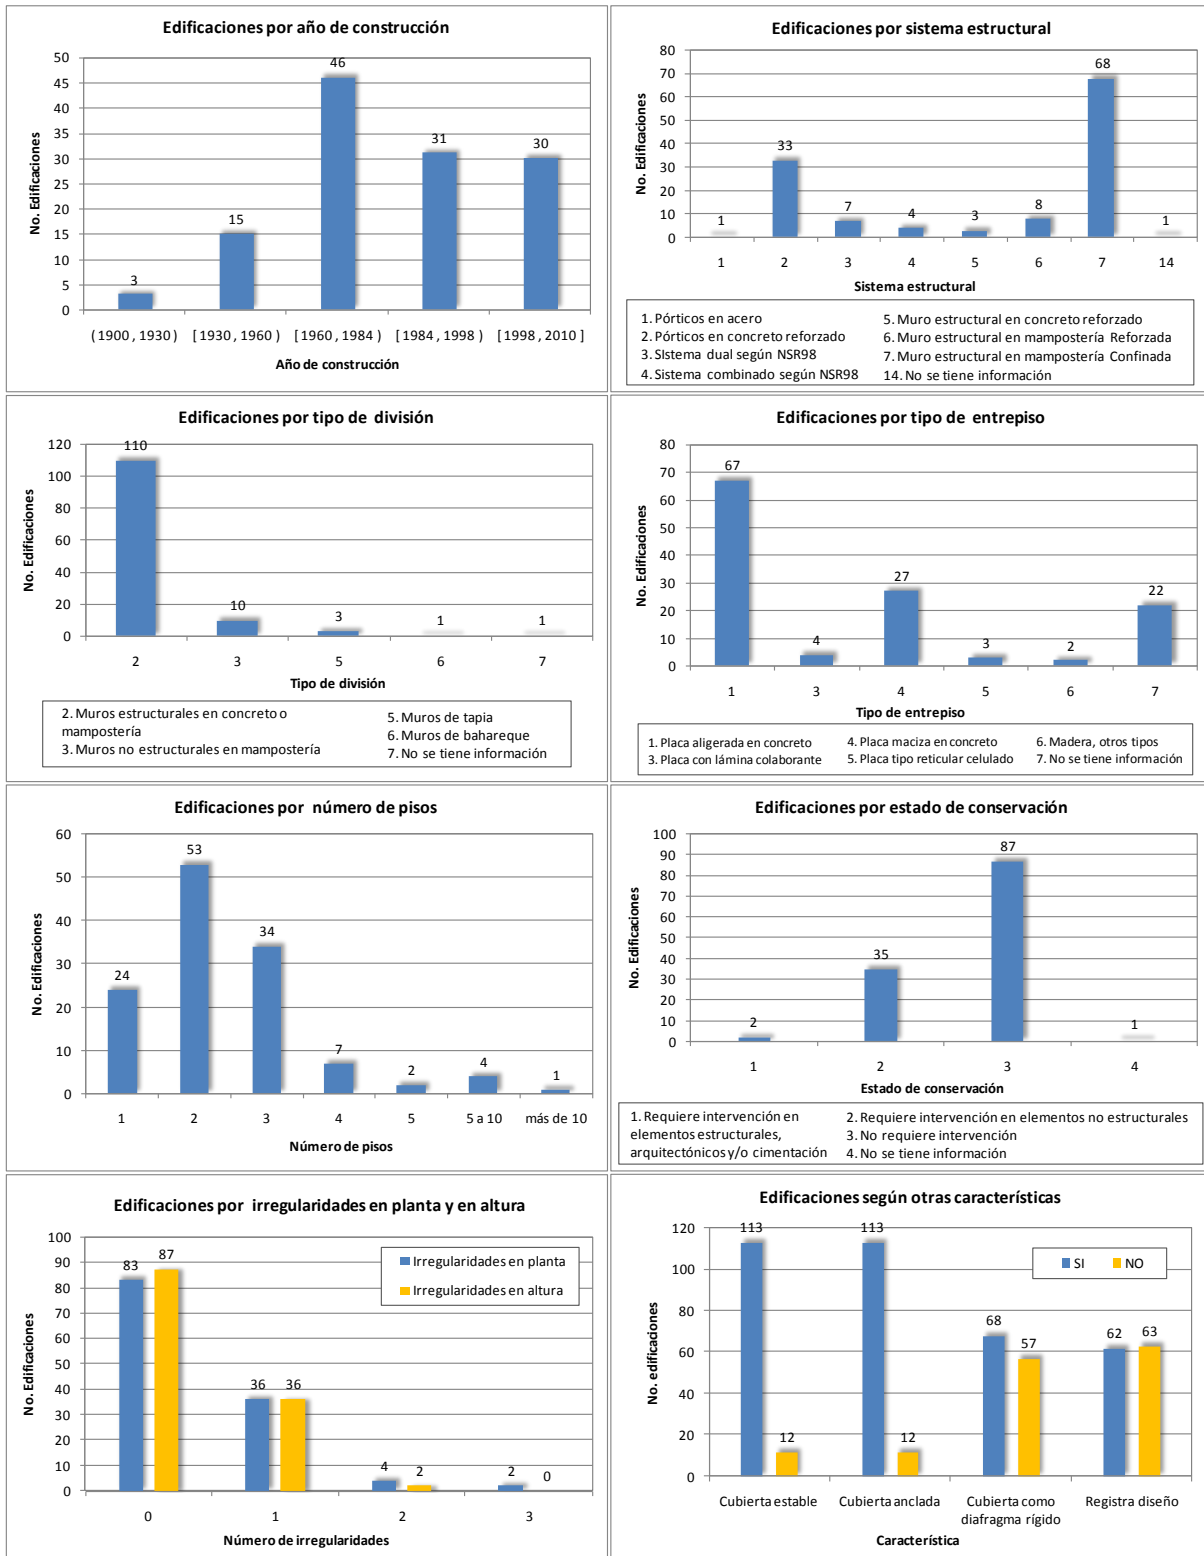 Edificaciones por año de construcción
No. Edificaciones
50
45
40
35
30
25
20
15
10
5
0
3
15
46
31
30
(1900 , 1930)
[1930 , 1960)
[1960 , 1984)
[1984 , 1998)
[1998 , 2010]
Año de construcción
Edificaciones por sistema estructural
No. Edificaciones
80
70
60
50
40
30
20
10
0
1
33
7
4
3
8
68
1
1
2
3
4
5
6
7
14
Sistema estructural
1. Pórticos en acero
2. Pórticos en concreto reforzado
3. SIstema dual según NSR98
4. Sistema combinado según NSR98
5. Muro estructural en concreto reforzado
6. Muro estructural en mampostería Reforzada
7. Muro estructural en mampostería Confinada
14. No se tiene información
Edificaciones por tipo de división
No. Edificaciones
120
100
80
60
40
20
0
110
10
3
1
1
2
3
5
6
7
Tipo de división
2. Muros estructurales en concreto o
mampostería
3. Muros no estructurales en mampostería
5. Muros de tapia
6. Muros de bahareque
7. No se tiene información
Edificaciones por tipo de entrepiso
No. Edificaciones
80
70
60
50
40
30
20
10
0
67
4
27
3
2
22
1
3
4
5
6
7
Tipo de entrepiso
1. Placa aligerada en concreto
3. Placa con lámina colaborante
4. Placa maciza en concreto
5. Placa tipo reticular celulado
6. Madera, otros tipos
7. No se tiene información
Edificaciones por número de pisos
No. Edificaciones
60
50
40
30
20
10
0
24
53
34
7
2
4
1
1
2
3
4
5
5 a 10
más de 10
Número de pisos
Edificaciones por estado de conservación
No. Edificaciones
100
90
80
70
60
50
40
30
20
10
0
2
35
87
1
1
2
3
4
Estado de conservación
1. Requiere intervención en
elementos estructurales,
arquitectónicos y/o cimentación
2. Requiere intervención en elementos no estructurales
3. No requiere intervención
4. No se tiene información
Edificaciones por irregularidades en planta y en altura
No. Edificaciones
100
90
80
70
60
50
40
30
20
10
0
Irregularidades en planta
Irregularidades en altura
83
87
36
36
4
2
2
0
0
1
2
3
Número de irregularidades
Edificaciones según otras características
No. edificaciones
120
100
80
60
40
20
0
SI
NO
113
12
113
12
68
57
62
63
Cubierta estable
Cubierta anclada
Cubierta como
diafragma rígido
Registra diseño
Característica